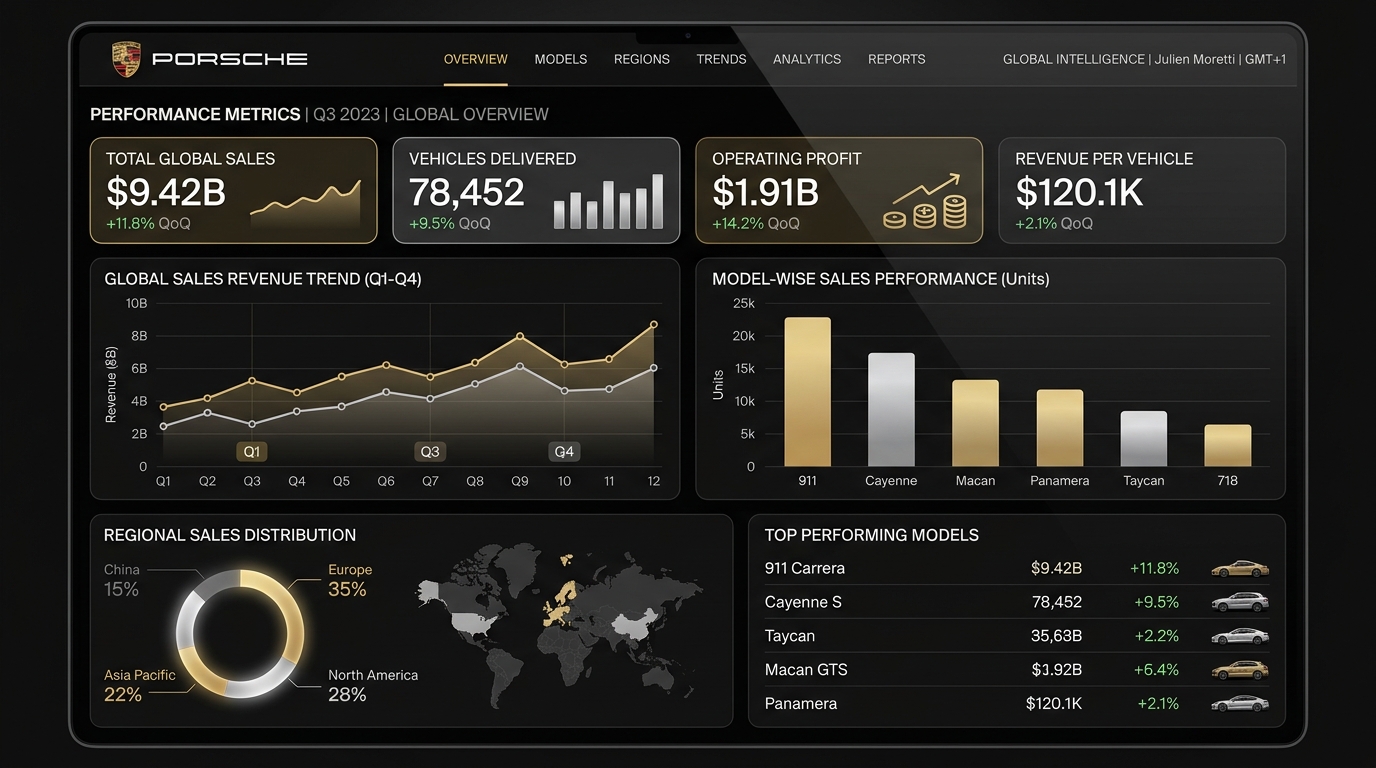 PORSCHE
OVERVIEW MODELS REGIONS TRENDS ANALYTICS REPORTS
GLOBAL INTELLIGENCE | Julien Moretti | GMT+1
PERFORMANCE METRICS | Q3 2023 | GLOBAL OVERVIEW
TOTAL GLOBAL SALES
$9.42B
+11.8% QoQ
VEHICLES DELIVERED
78,452
+9.5% QoQ
OPERATING PROFIT
$1.91B
+14.2% QoQ
REVENUE PER VEHICLE
$120.1K
+2.1% QoQ
GLOBAL SALES REVENUE TREND (Q1-Q4)
Revenue (8B)
10B
8B
6B
4B
2B
0
Q1 Q3 Q4
Q1 Q2 Q3 Q4 Q5 Q6 Q7 Q8 Q9 10 11 12
MODEL-WISE SALES PERFORMANCE (Units)
Units
25k
20k
15k
10k
5k
0
911 Cayenne Macan Panamera Taycan 718
REGIONAL SALES DISTRIBUTION
China
15%
Europe
35%
Asia Pacific
22%
North America
28%
TOP PERFORMING MODELS
911 Carrera $9.42B +11.8%
Cayenne S 78,452 +9.5%
Taycan 35,63B +2.2%
Macan GTS $3.92B +6.4%
Panamera $120.1K +2.1%